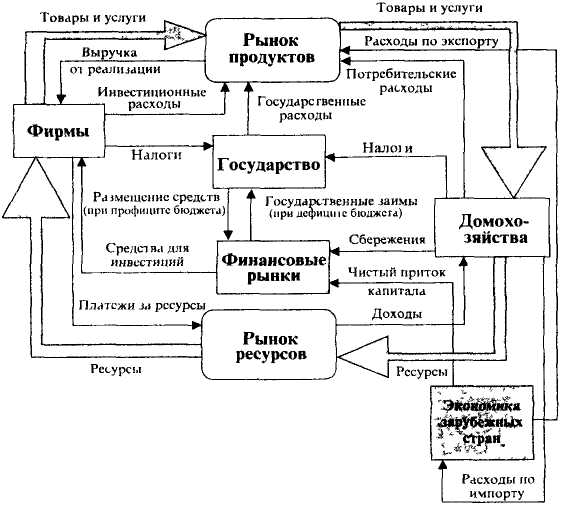 Товары и услуги
Товары и услуги
Рынок
продуктов
Расходы по экспорту
Выручка
от реализации
Потребительские
расходы
Инвестиционные
расходы
Государственные
расходы
Фирмы
Налоги
Государство
Налоги
Размещение средств
(при профиците бюджета)
Государственные займы
(при дефиците бюджета)
Домохо-
зяйства
Средства для
инвестиций
Финансовые
рынки
Сбережения
Чистый приток
капитала
Платежи за ресурсы
Рынок
ресурсов
Доходы
Ресурсы
Ресурсы
Экономика
зарубежных
стран
Расходы по
импорту